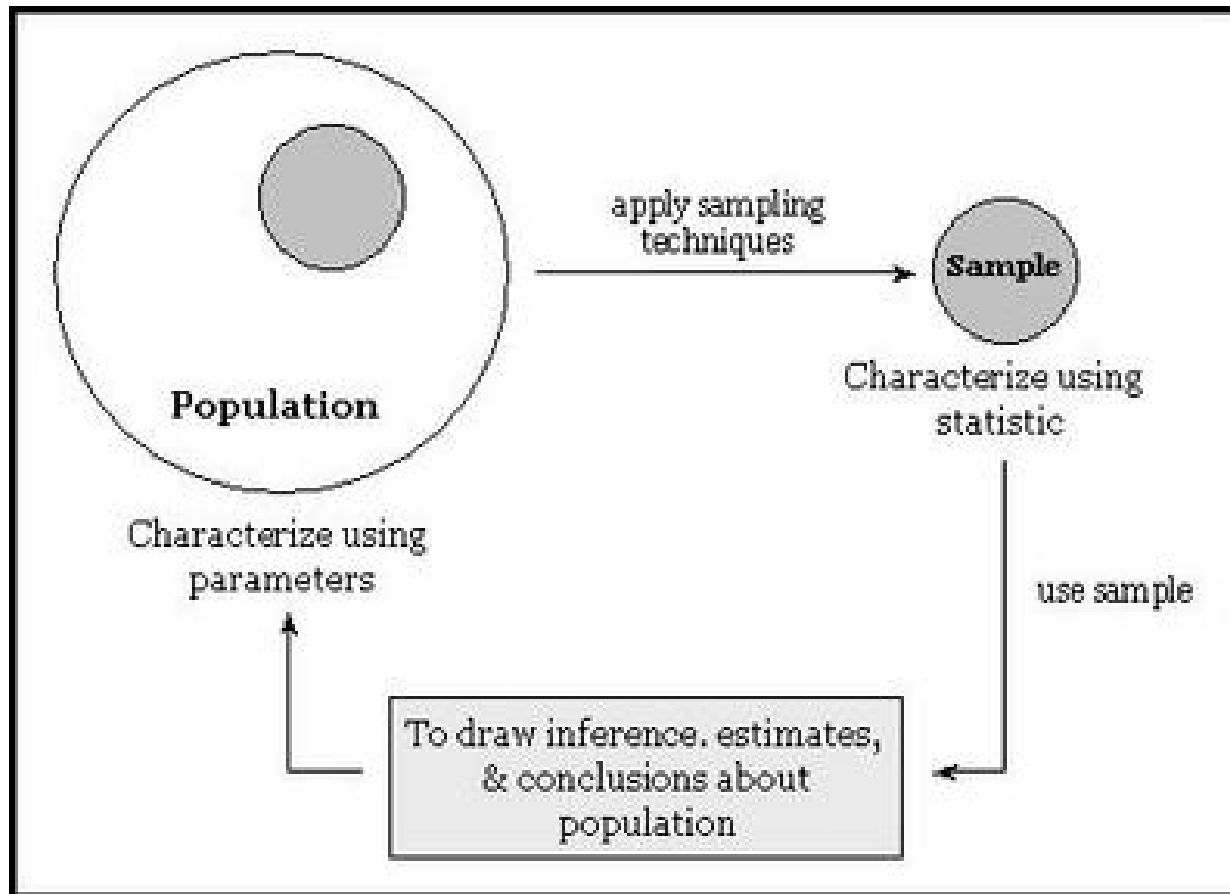 apply sampling
techniques
Sample
Population
Characterize using
statistic
Characterize using
parameters
use sample
To draw inference. estimates,
& conclusions about
population